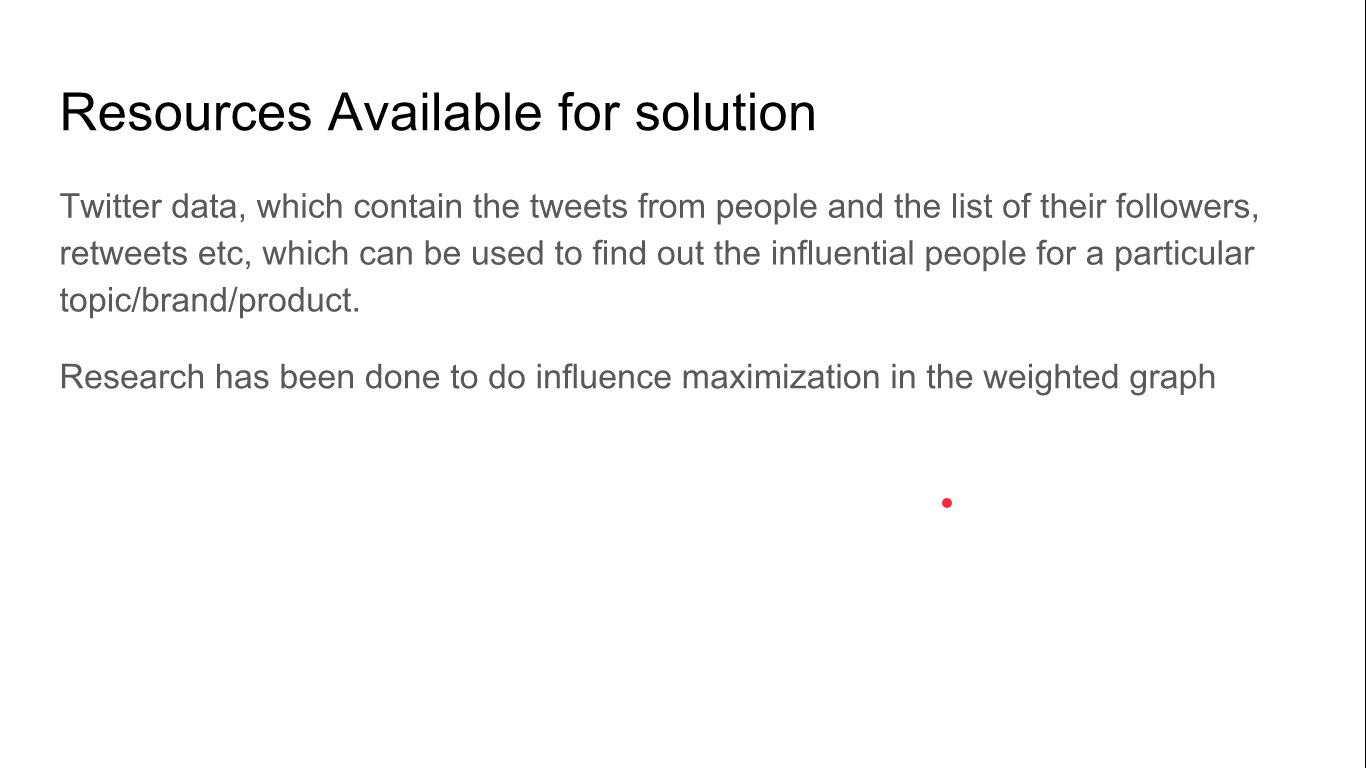 Resources Available for solution
Twitter data, which contain the tweets from people and the list of their followers,
retweets etc, which can be used to find out the influential people for a particular
topic/brand/product.
Research has been done to do influence maximization in the weighted graph